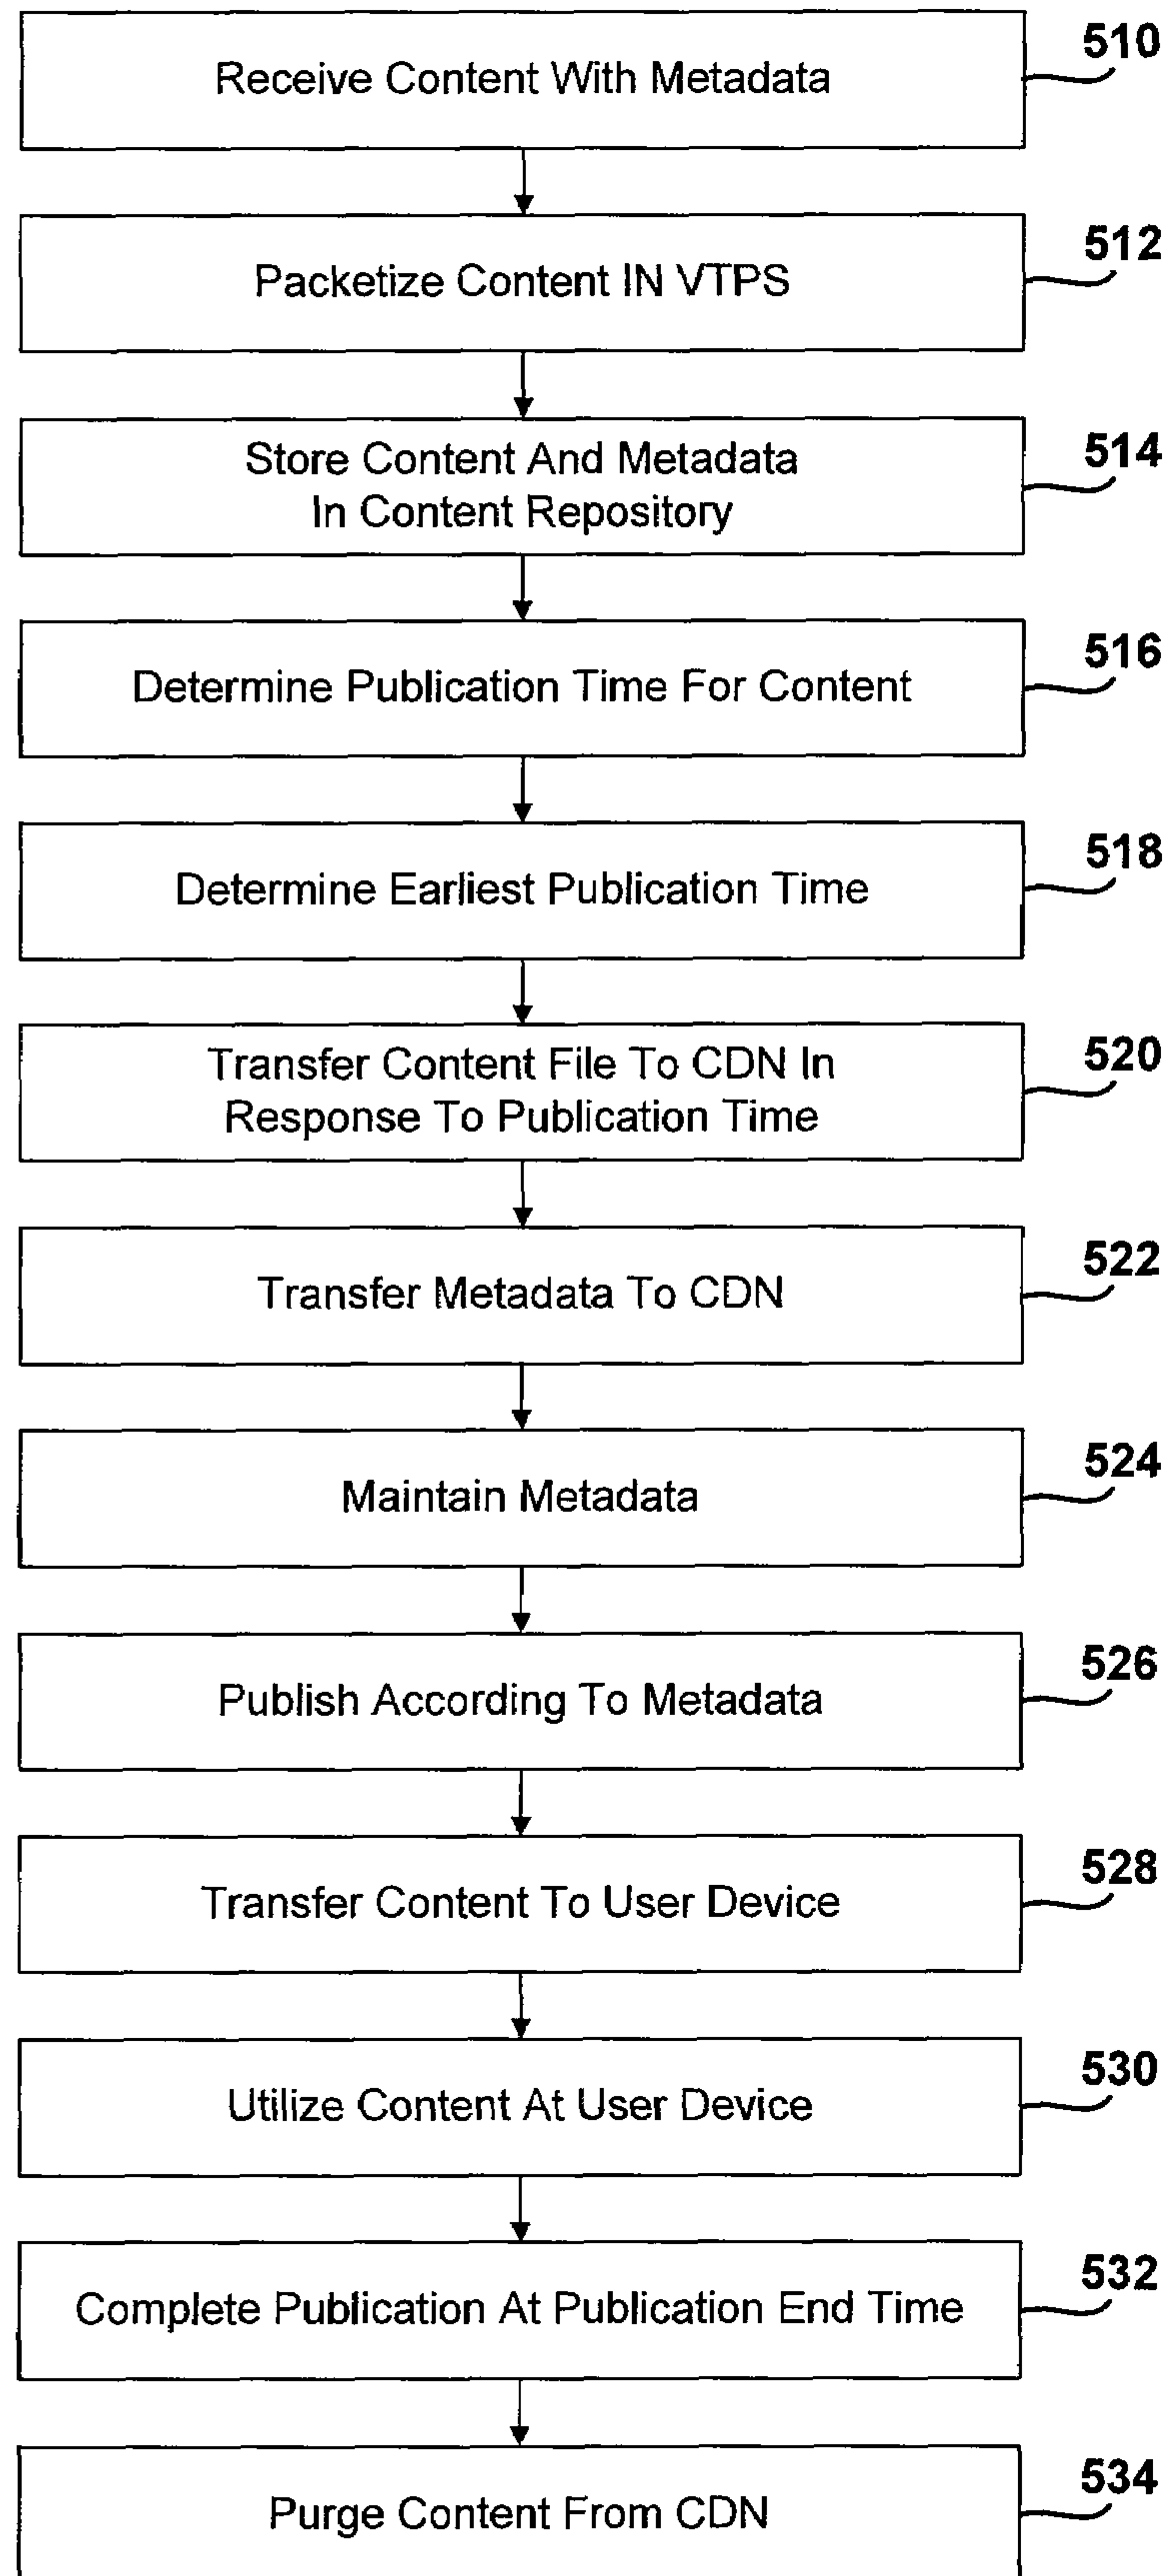 Receive Content With Metadata
510
Packetize Content IN VTPS
512
Store Content And Metadata
In Content Repository
514
Determine Publication Time For Content
516
Determine Earliest Publication Time
518
Transfer Content File To CDN In
Response To Publication Time
520
Transfer Metadata To CDN
522
Maintain Metadata
524
Publish According To Metadata
526
Transfer Content To User Device
528
Utilize Content At User Device
530
Complete Publication At Publication End Time
532
Purge Content From CDN
534